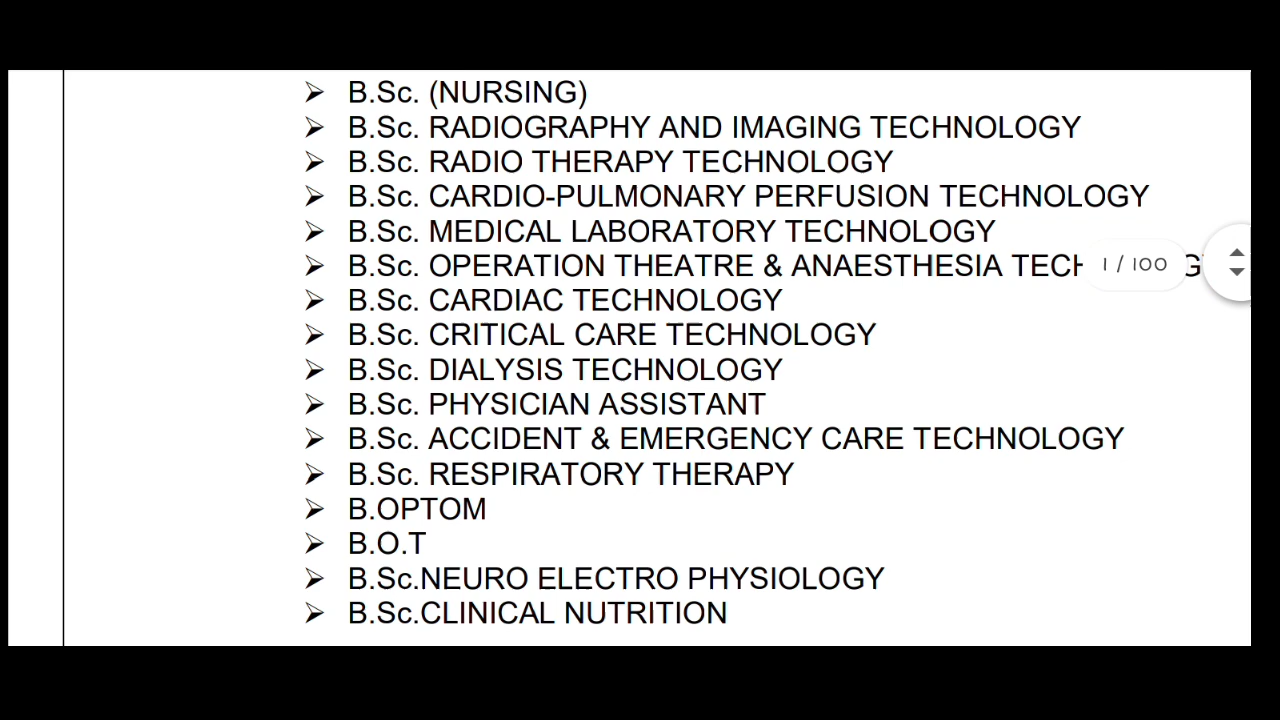 ➢ B.Sc. (NURSING)
➢ B.Sc. RADIOGRAPHY AND IMAGING TECHNOLOGY
➢ B.Sc. RADIO THERAPY TECHNOLOGY
➢ B.Sc. CARDIO-PULMONARY PERFUSION TECHNOLOGY
➢ B.Sc. MEDICAL LABORATORY TECHNOLOGY
➢ B.Sc. OPERATION THEATRE & ANAESTHESIA
1 / 100
➢ B.Sc. CARDIAC TECHNOLOGY
➢ B.Sc. CRITICAL CARE TECHNOLOGY
➢ B.Sc. DIALYSIS TECHNOLOGY
➢ B.Sc. PHYSICIAN ASSISTANT
➢ B.Sc. ACCIDENT & EMERGENCY CARE TECHNOLOGY
➢ B.Sc. RESPIRATORY THERAPY
➢ B.OPTOM
➢ B.O.T
➢ B.Sc.NEURO ELECTRO PHYSIOLOGY
➢ B.Sc.CLINICAL NUTRITION